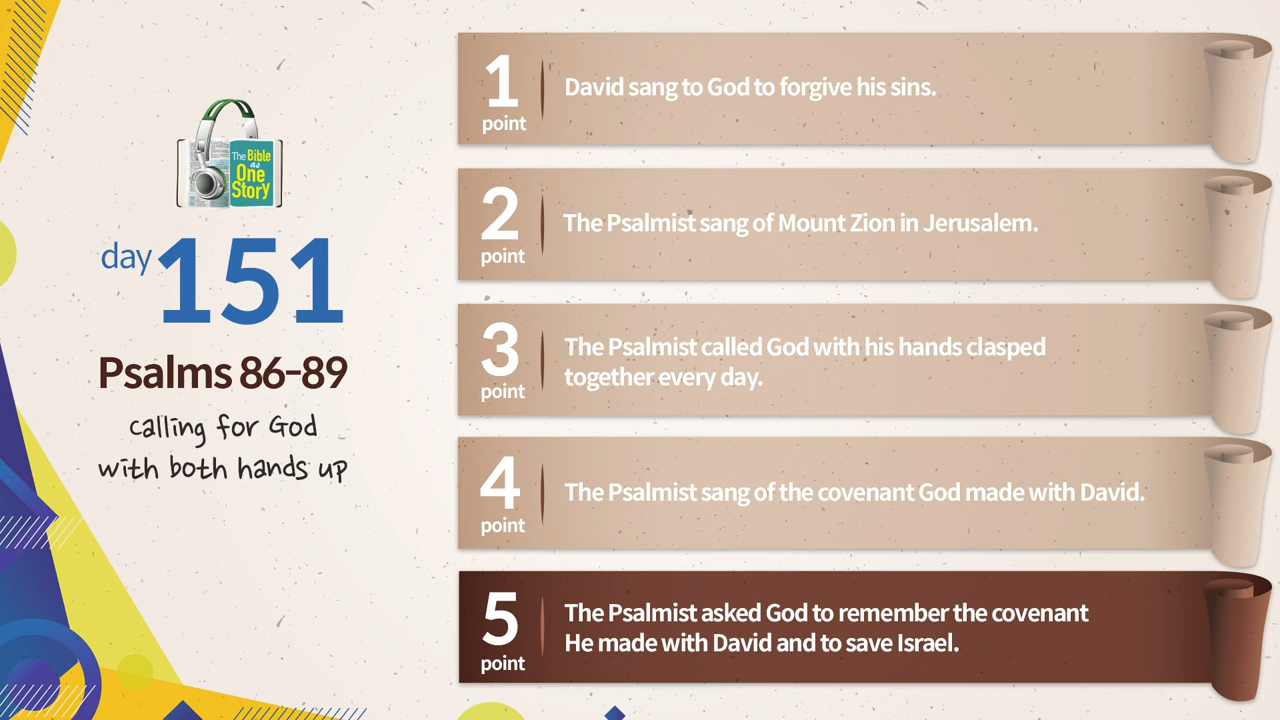 The Bible
as
One
Story
day 151
Psalms 86-89
calling for God
with both hands up
1
point
David sang to God to forgive his sins.
2
point
The Psalmist sang of Mount Zion in Jerusalem.
3
point
The Psalmist called God with his hands clasped
together every day.
4
point
The Psalmist sang of the covenant God made with David.
5
point
The Psalmist asked God to remember the covenant
He made with David and to save Israel.